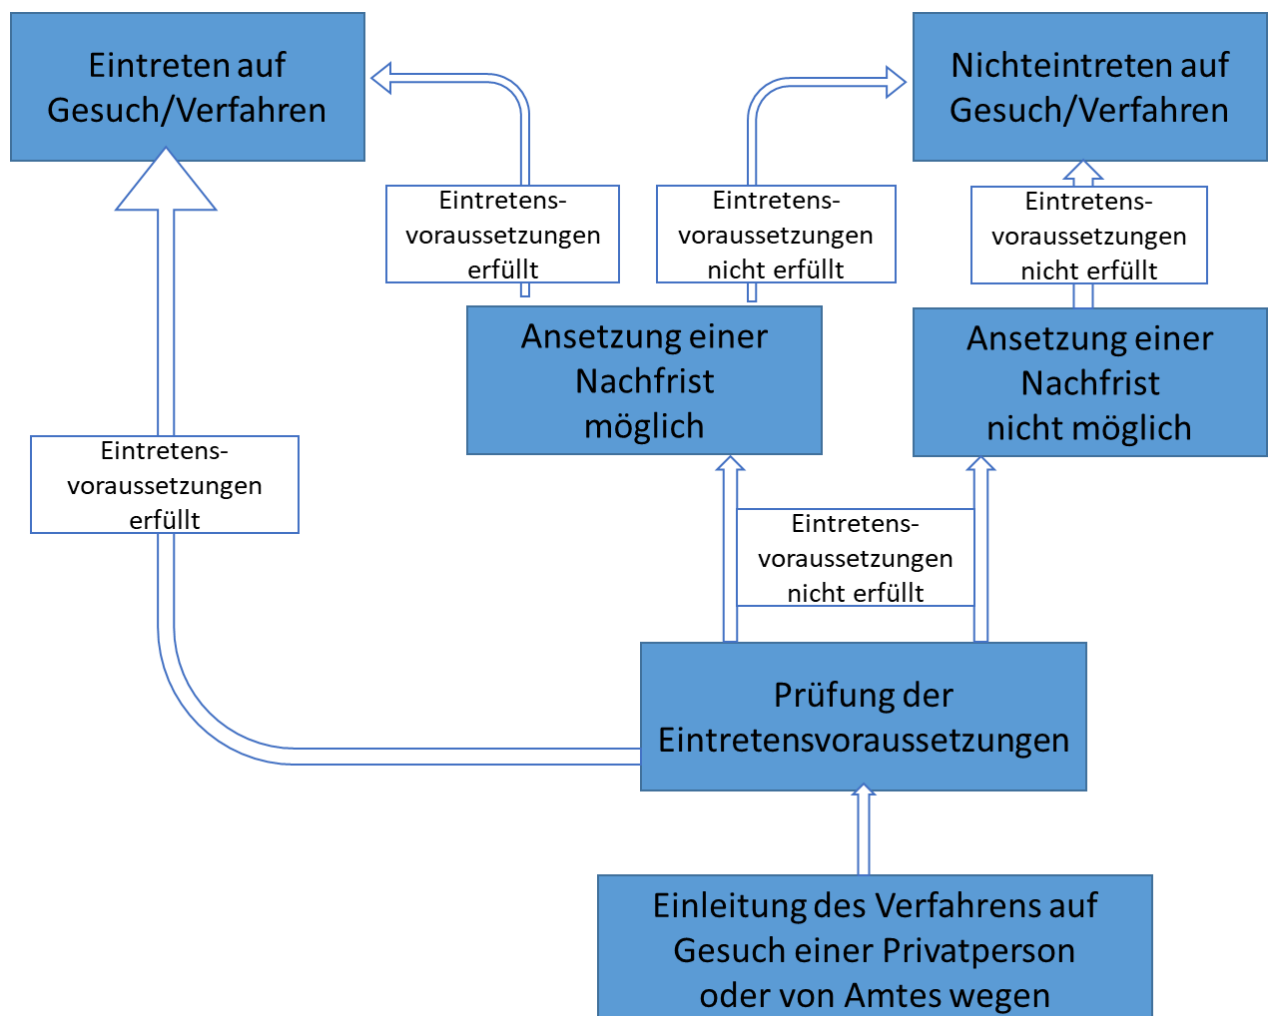 Eintreten auf
Gesuch/Verfahren
Nichteintreten auf
Gesuch/Verfahren
Eintretens-
voraussetzungen
erfüllt
Eintretens-
voraussetzungen
nicht erfüllt
Eintretens-
voraussetzungen
nicht erfüllt
Ansetzung einer
Nachfrist
möglich
Ansetzung einer
Nachfrist
nicht möglich
Eintretens-
voraussetzungen
erfüllt
Eintretens-
voraussetzungen
nicht erfüllt
Prüfung der
Eintretensvoraussetzungen
Einleitung des Verfahrens auf
Gesuch einer Privatperson
oder von Amtes wegen